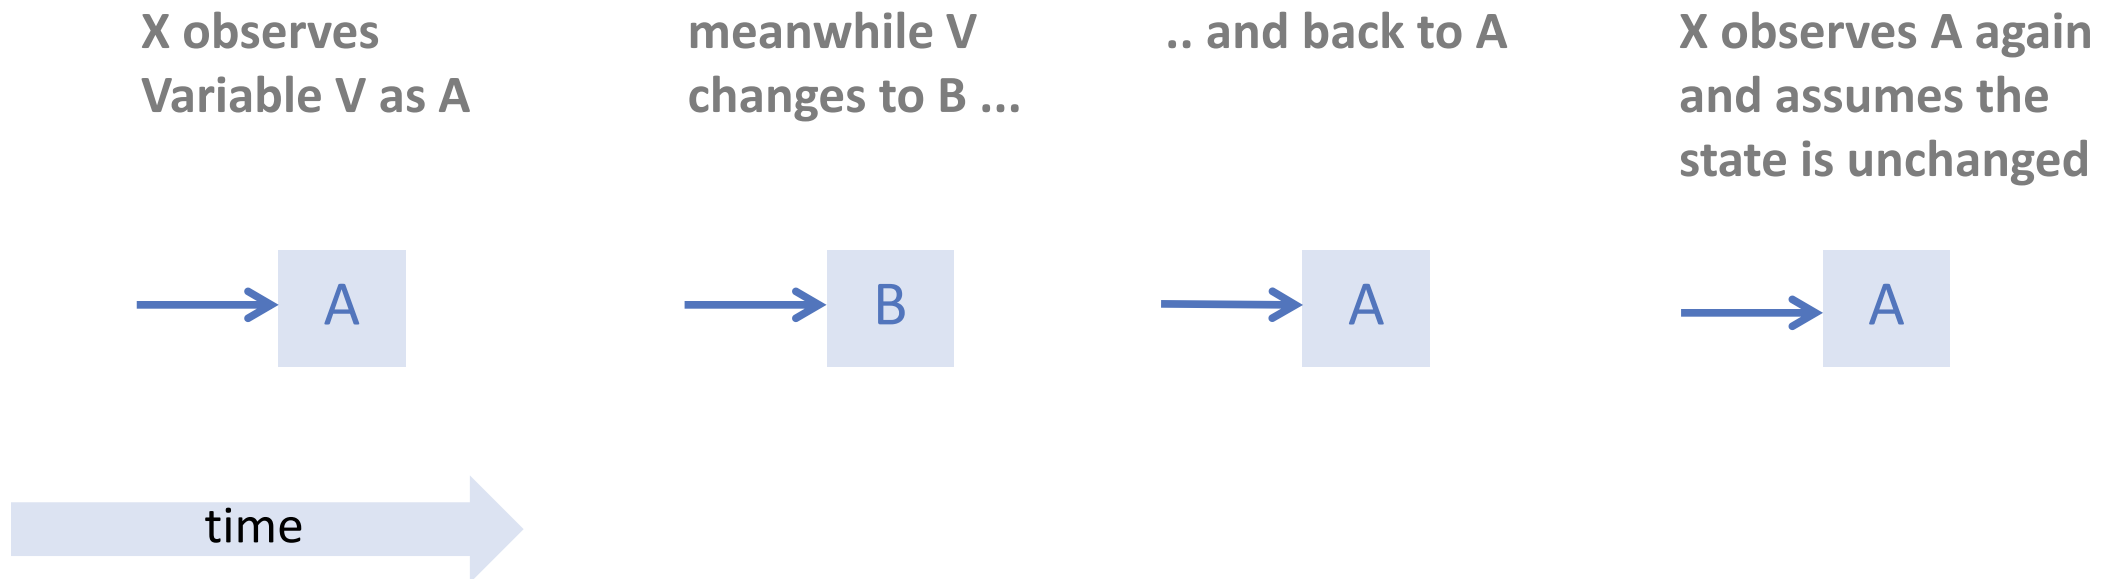 X observes
Variable V as A
meanwhile V
changes to B ...
.. and back to A
X observes A again
and assumes the
state is unchanged
A
B
A
A
time